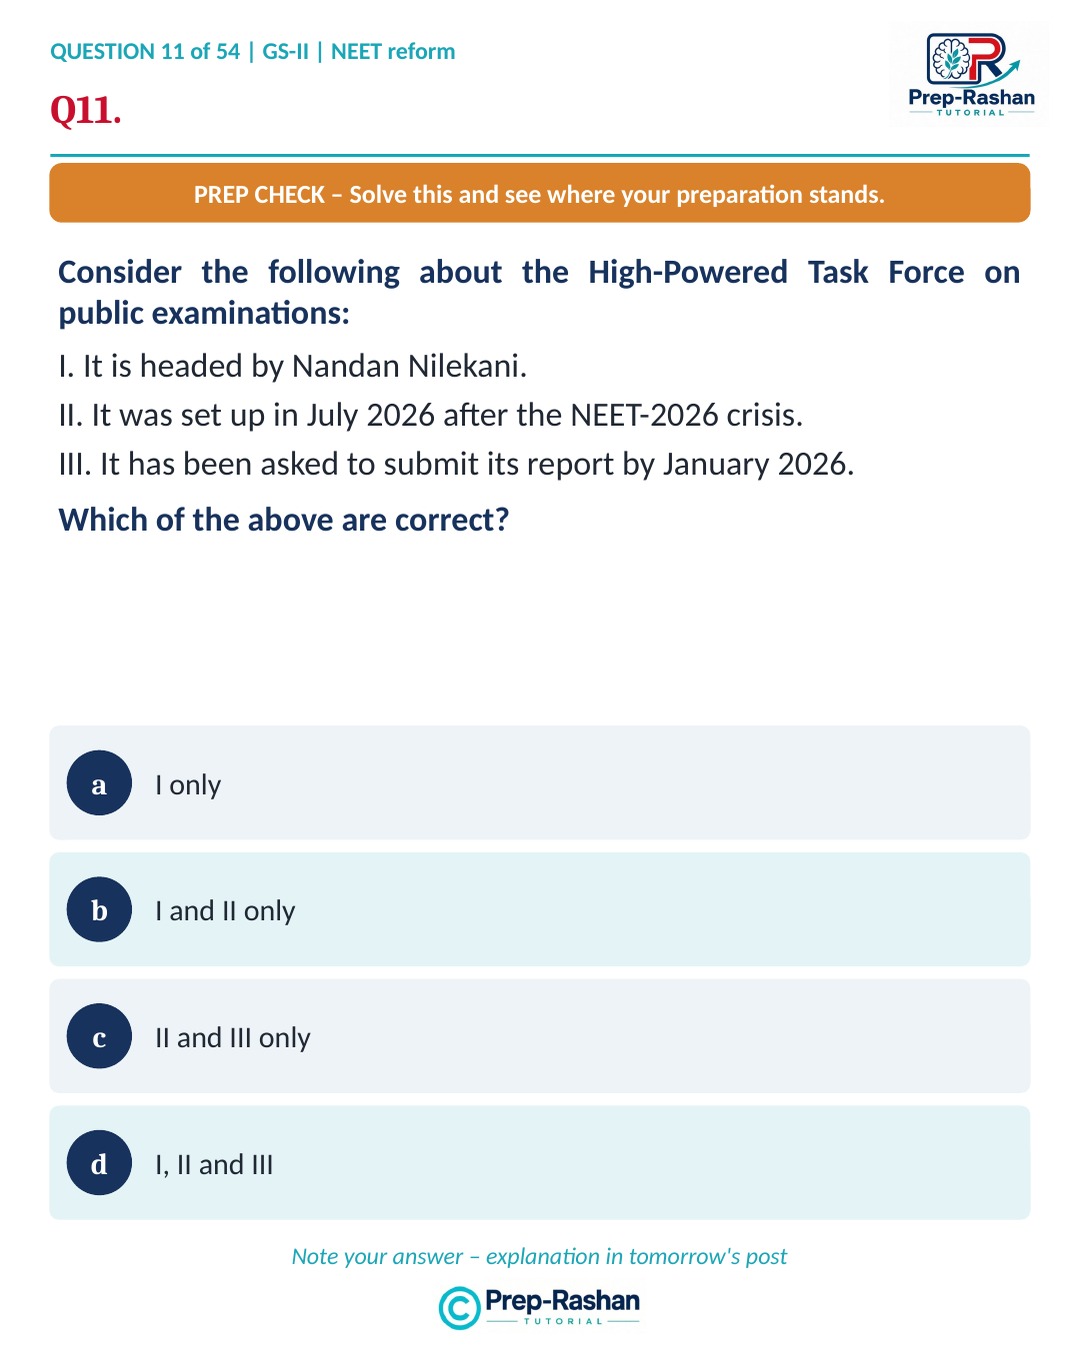 QUESTION 11 of 54 | GS-II | NEET reform
Prep-Rashan
TUTORIAL
Q11.
PREP CHECK – Solve this and see where your preparation stands.
Consider the following about the High-Powered Task Force on
public examinations:
I. It is headed by Nandan Nilekani.
II. It was set up in July 2026 after the NEET-2026 crisis.
III. It has been asked to submit its report by January 2026.
Which of the above are correct?
a I only
b I and II only
c II and III only
d I, II and III
Note your answer – explanation in tomorrow's post
© Prep-Rashan
TUTORIAL